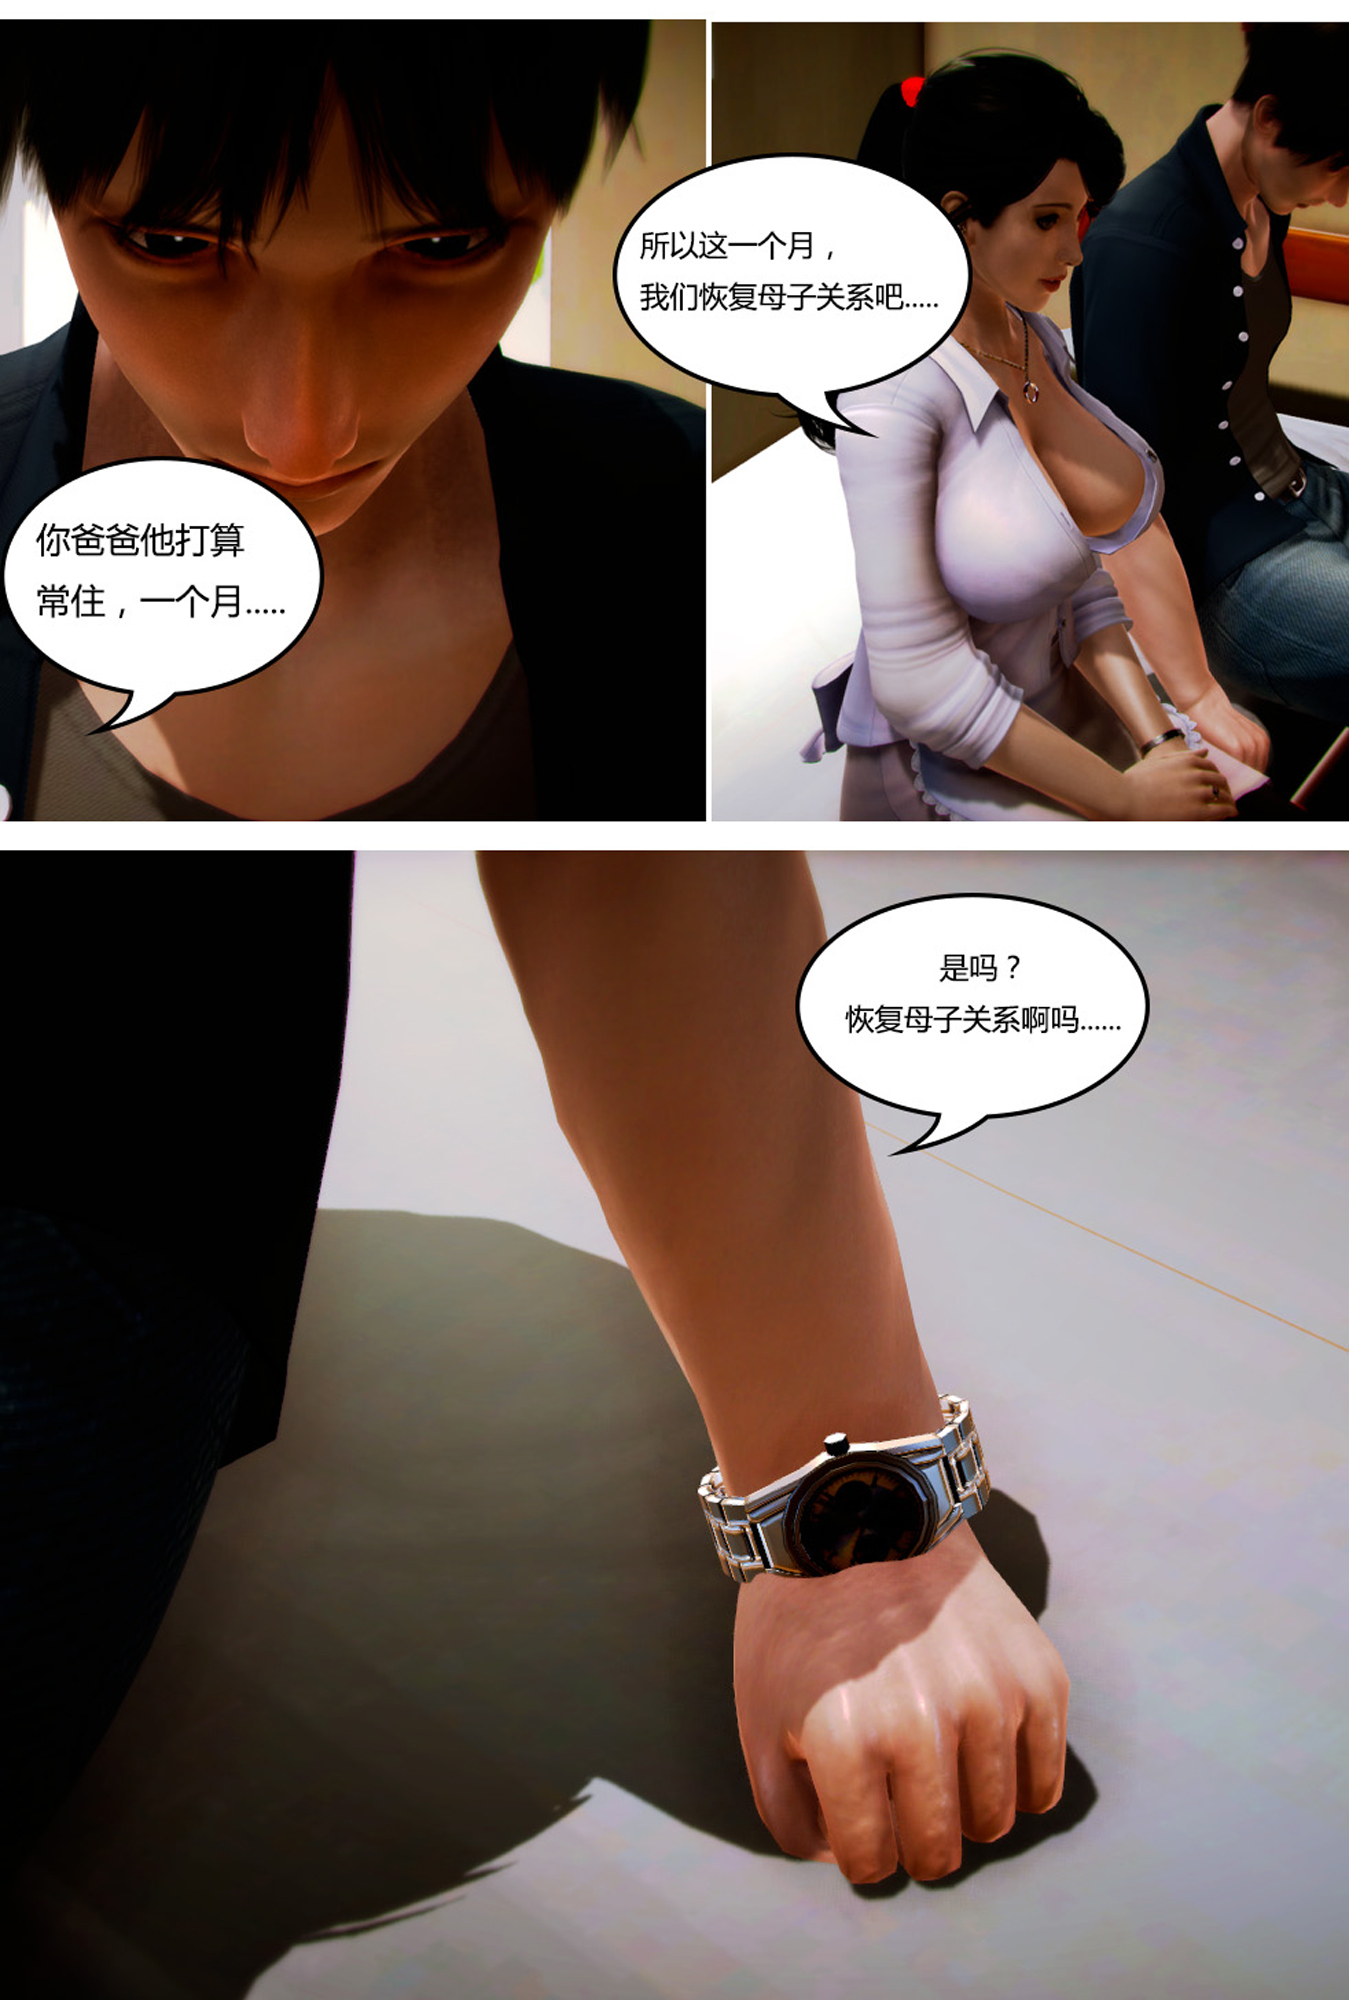 你爸爸他打算
常住，一个月.....
所以这一个月，
我们恢复母子关系吧.....
是吗？
恢复母子关系啊吗......